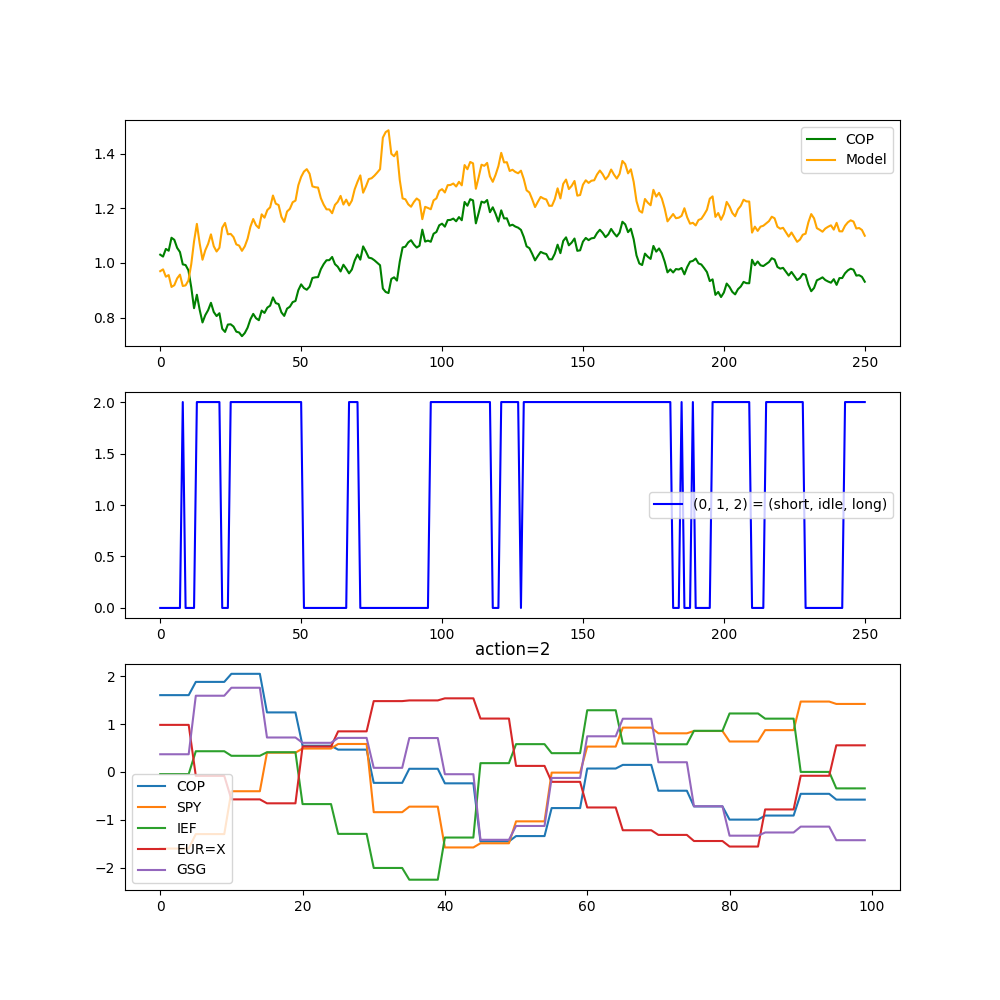 1.4
1.2
1.0
0.8
COP
Model
0 50 100 150 200 250
2.0
1.5
1.0
0.5
0.0
(0, 1, 2) = (short, idle, long)
0 50 100 150 200 250
action=2
2
1
0
−1
−2
COP
SPY
IEF
EUR=X
GSG
0 20 40 60 80 100